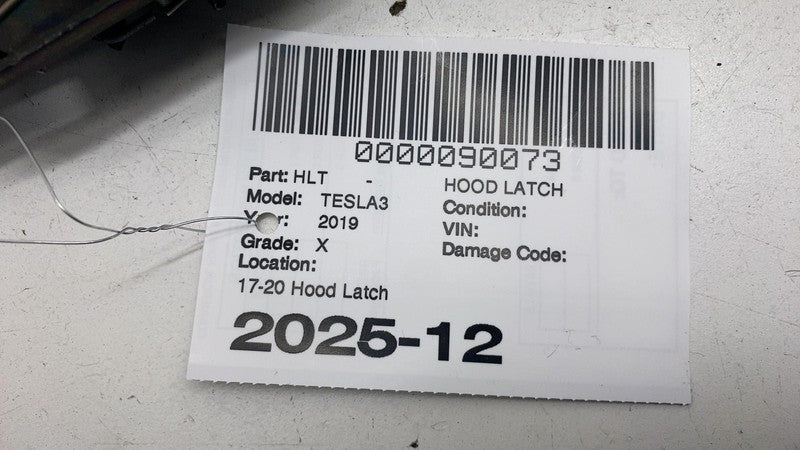 0000090073
Part: HLT - HOOD LATCH
Model: TESLA3 Condition:
Year: 2019 VIN:
Grade: X Damage Code:
Location:
17-20 Hood Latch
2025-12